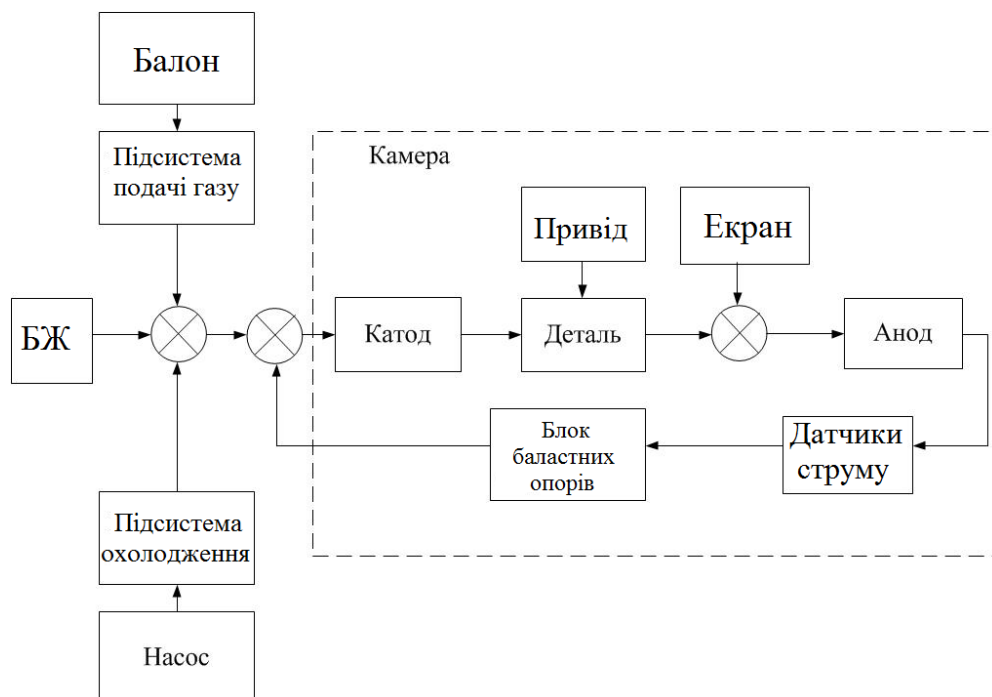 Балон
Підсистема
подачі газу
Камера
Привід
Екран
БЖ
Катод
Деталь
Анод
Блок
баластних
опорів
Датчики
струму
Підсистема
охолодження
Насос